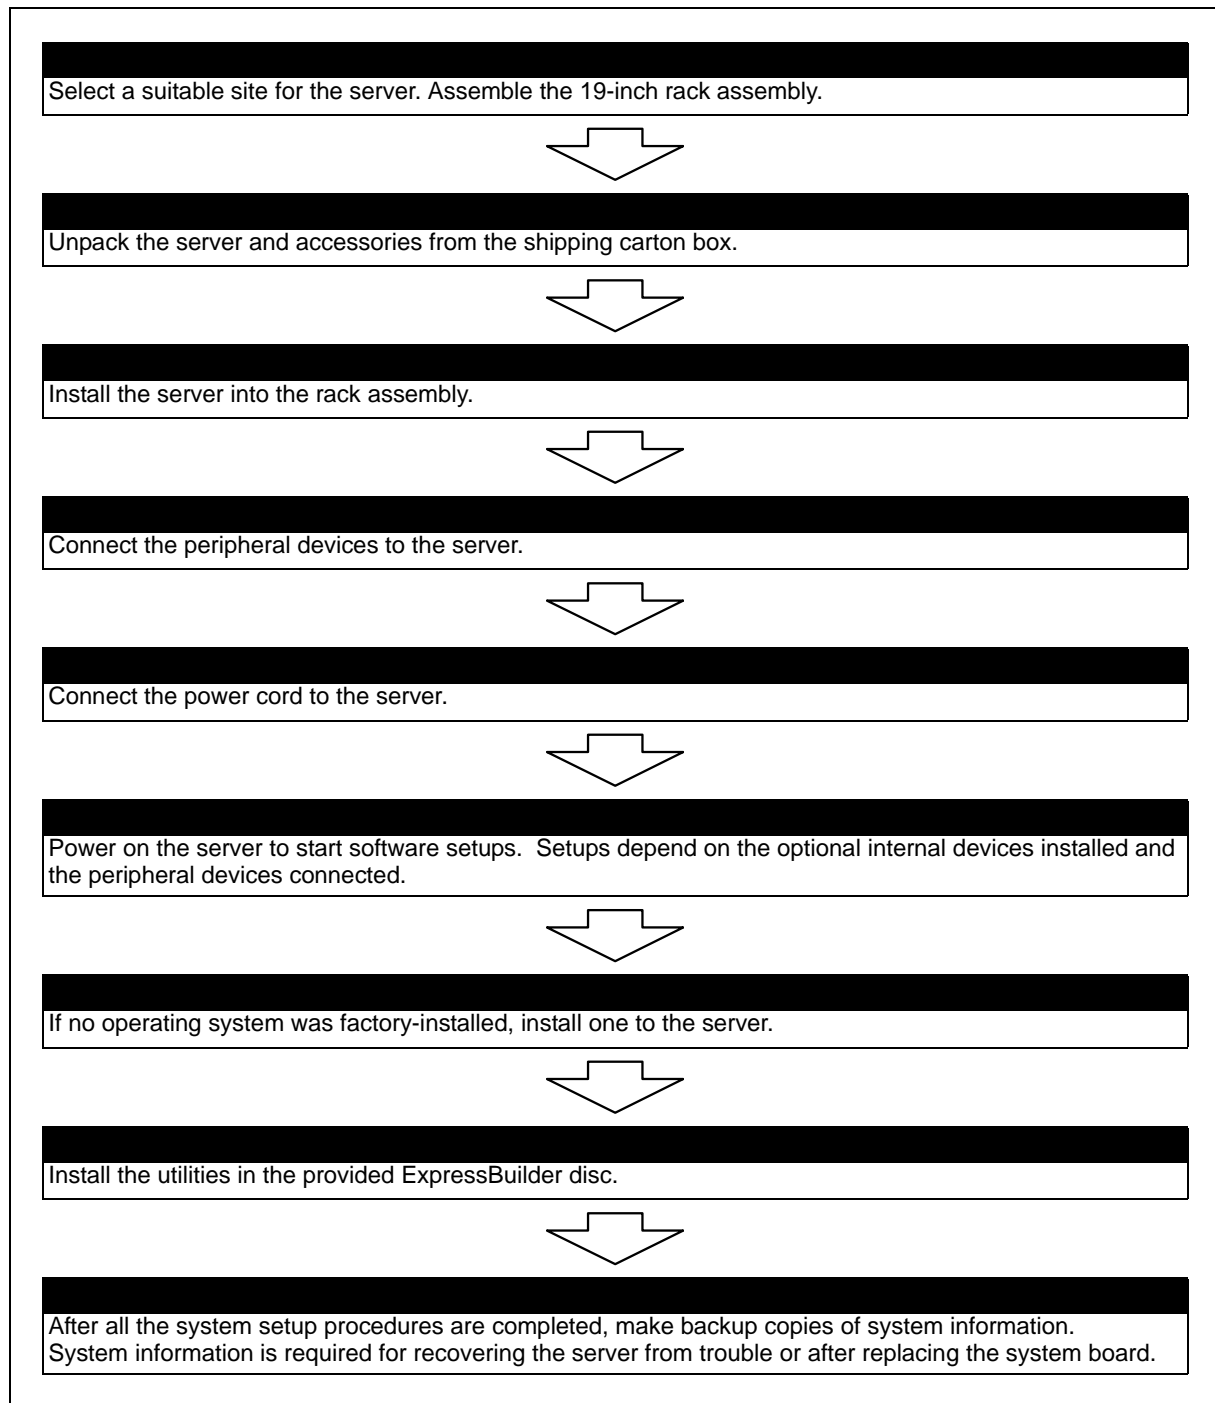 Select a suitable site for the server. Assemble the 19-inch rack assembly.
Unpack the server and accessories from the shipping carton box.
Install the server into the rack assembly.
Connect the peripheral devices to the server.
Connect the power cord to the server.
Power on the server to start software setups.  Setups depend on the optional internal devices installed and
the peripheral devices connected.
If no operating system was factory-installed, install one to the server.
Install the utilities in the provided ExpressBuilder disc.
After all the system setup procedures are completed, make backup copies of system information.
System information is required for recovering the server from trouble or after replacing the system board.